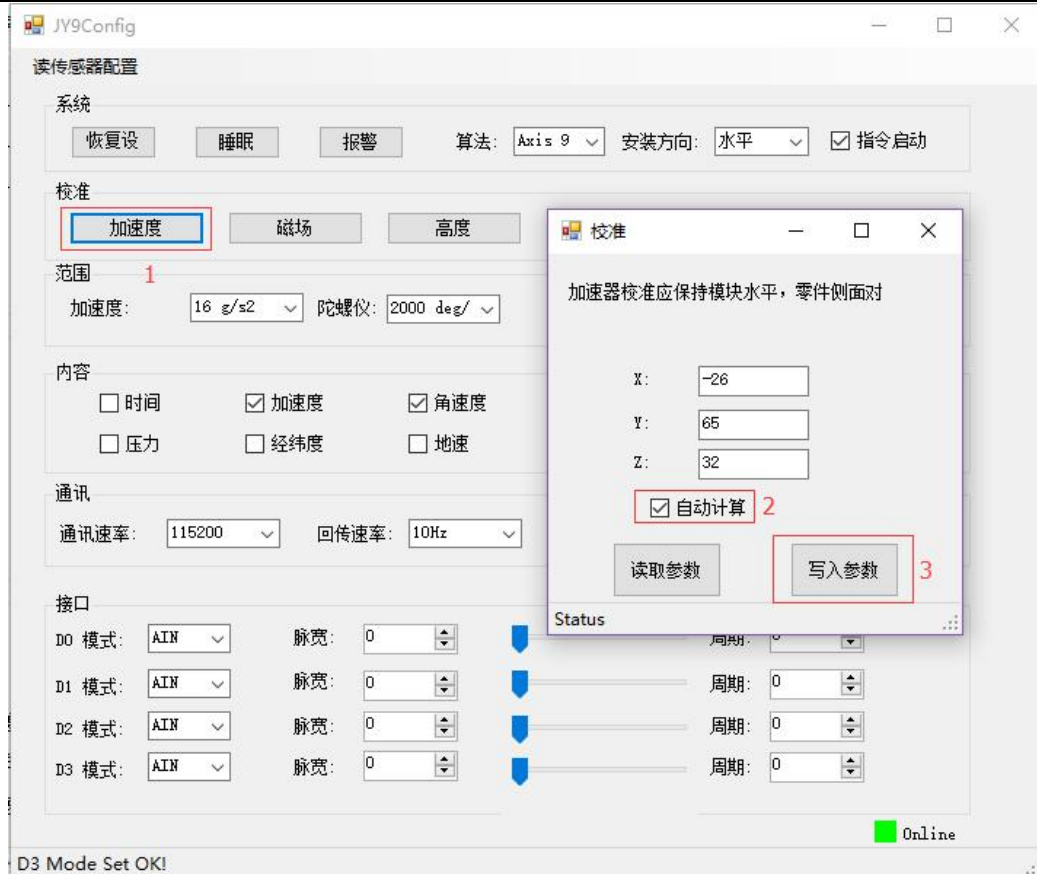 JY9Config
读传感器配置
系统
恢复设 睡眠 报警 算法: Axis 9 安装方向: 水平 指令启动
校准
加速度 磁场 高度
1
范围
加速度: 16 g/s2 陀螺仪: 2000 deg/
内容
时间 加速度 角速度
压力 经纬度 地速
通讯
通讯速率: 115200 回传速率: 10Hz
接口
D0 模式: AIN 脉宽: 0 周期: 0
D1 模式: AIN 脉宽: 0 周期: 0
D2 模式: AIN 脉宽: 0 周期: 0
D3 模式: AIN 脉宽: 0 周期: 0
Online
D3 Mode Set OK!
校准
加速器校准应保持模块水平，零件侧面对
X: -26
Y: 65
Z: 32
自动计算 2
读取参数 写入参数 3
Status